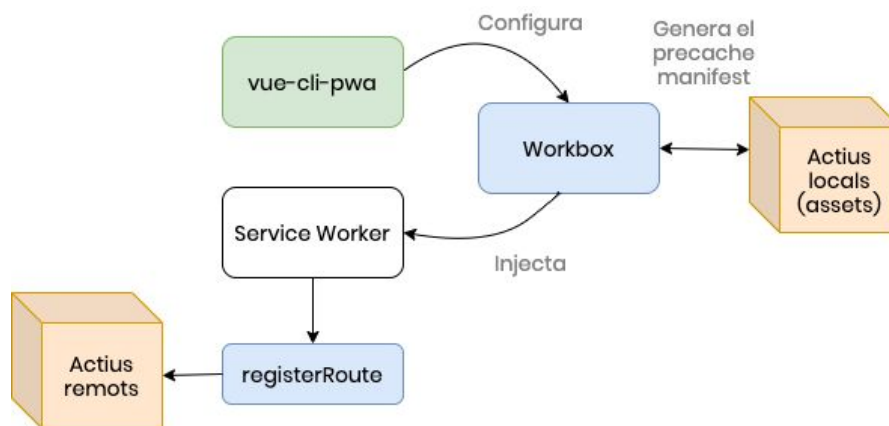 Configura
Genera el
precache
manifest
vue-cli-pwa
Workbox
Actius
locals
(assets)
Service Worker
Injecta
Actius
remots
registerRoute